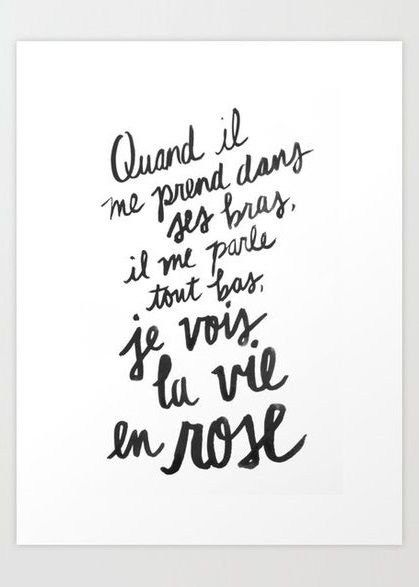 Quand il
me prend dans
ses bras,
il me parle
tout bas,
je vois
la vie
en rose